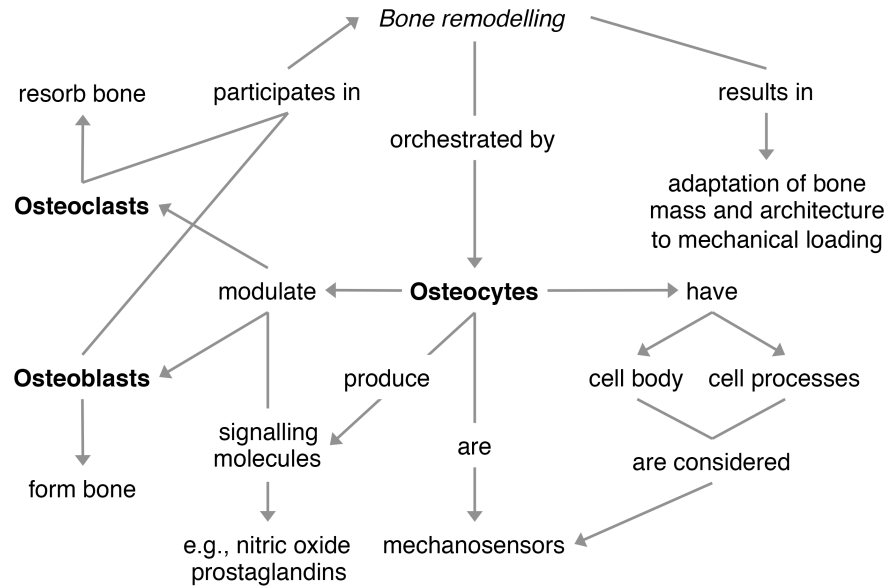 Bone remodelling
resorb bone
participates in
results in
orchestrated by
adaptation of bone
mass and architecture
to mechanical loading
Osteoclasts
modulate
Osteocytes
have
Osteoblasts
produce
cell body
cell processes
signalling
molecules
are
are considered
form bone
e.g., nitric oxide
prostaglandins
mechanosensors